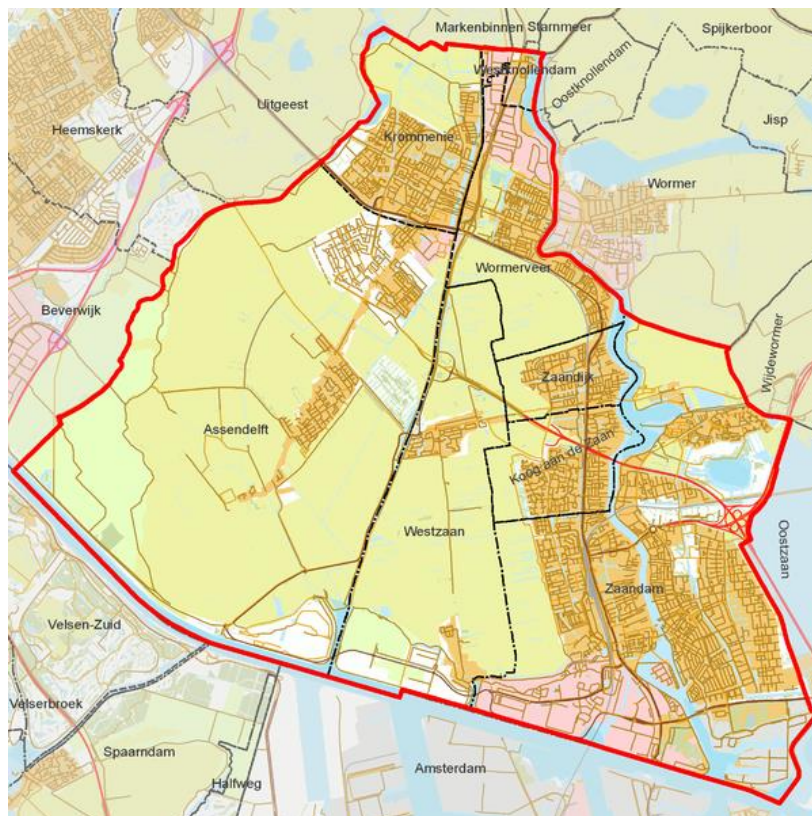 Markenbinnen
Starnmeer
Spijkerboor
Westknollendam
Oostknollendam
Uitgeest
Jisp
Heemskerk
Krommenie
Wormer
Wormerveer
Beverwijk
Wijdewormer
Zaandijk
Assendelft
Koog aan de Zaan
Westzaan
Oostzaan
Zaandam
Velsen-Zuid
Velserbroek
Spaarndam
Amsterdam
Halfweg